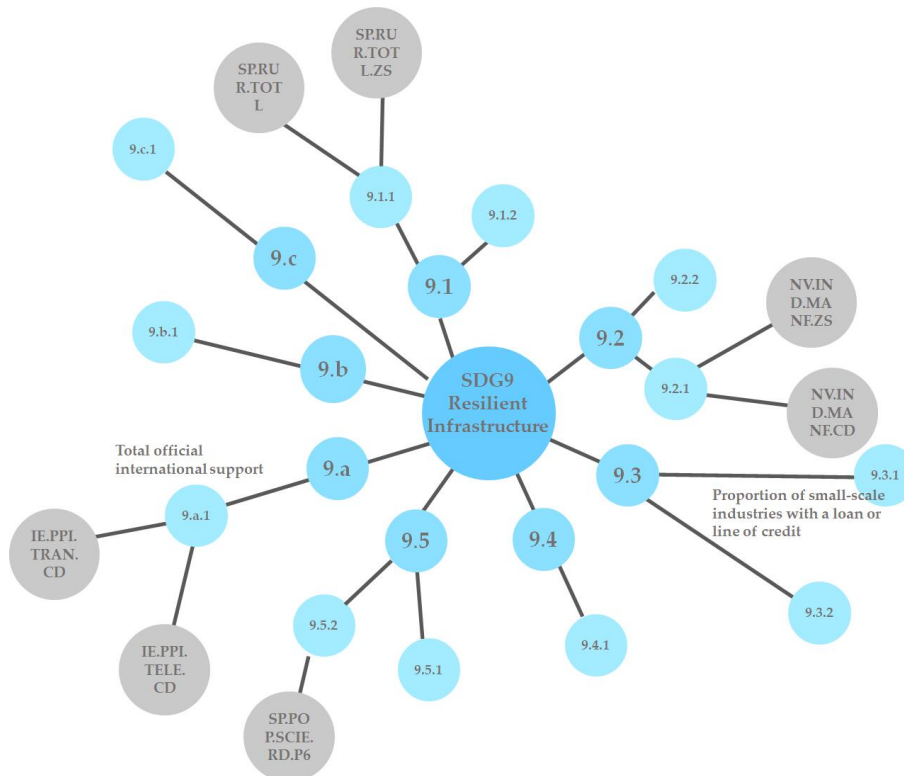 SP.RU
R.TOT
L.ZS
SP.RU
R.TOT
L
9.c.1
9.1.1
9.1.2
9.c
9.1
9.2.2
NV.IN
D.MA
NF.ZS
9.b.1
9.2
9.b
9.2.1
SDG9
Resilient
Infrastructure
NV.IN
D.MA
NF.CD
Total official
international support
9.a
9.3
9.3.1
Proportion of small-scale
industries with a loan or
line of credit
9.a.1
IE.PPI.
TRAN.
CD
9.5
9.4
9.5.2
9.3.2
9.4.1
9.5.1
IE.PPI.
TELE.
CD
SP.PO
P.SCIE.
RD.P6